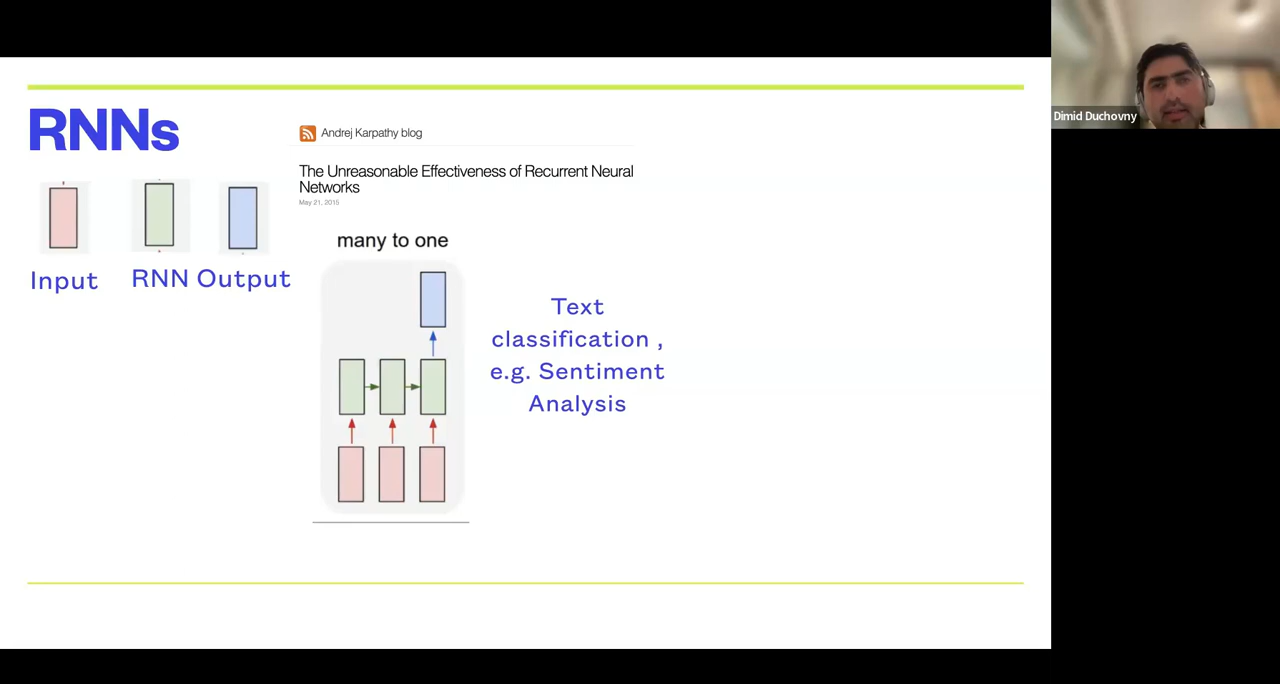 RNNs
Andrej Karpathy blog
The Unreasonable Effectiveness of Recurrent Neural
Networks
May 21, 2015
Input
RNN
Output
many to one
Text
classification ,
e.g. Sentiment
Analysis
Dimid Duchovny